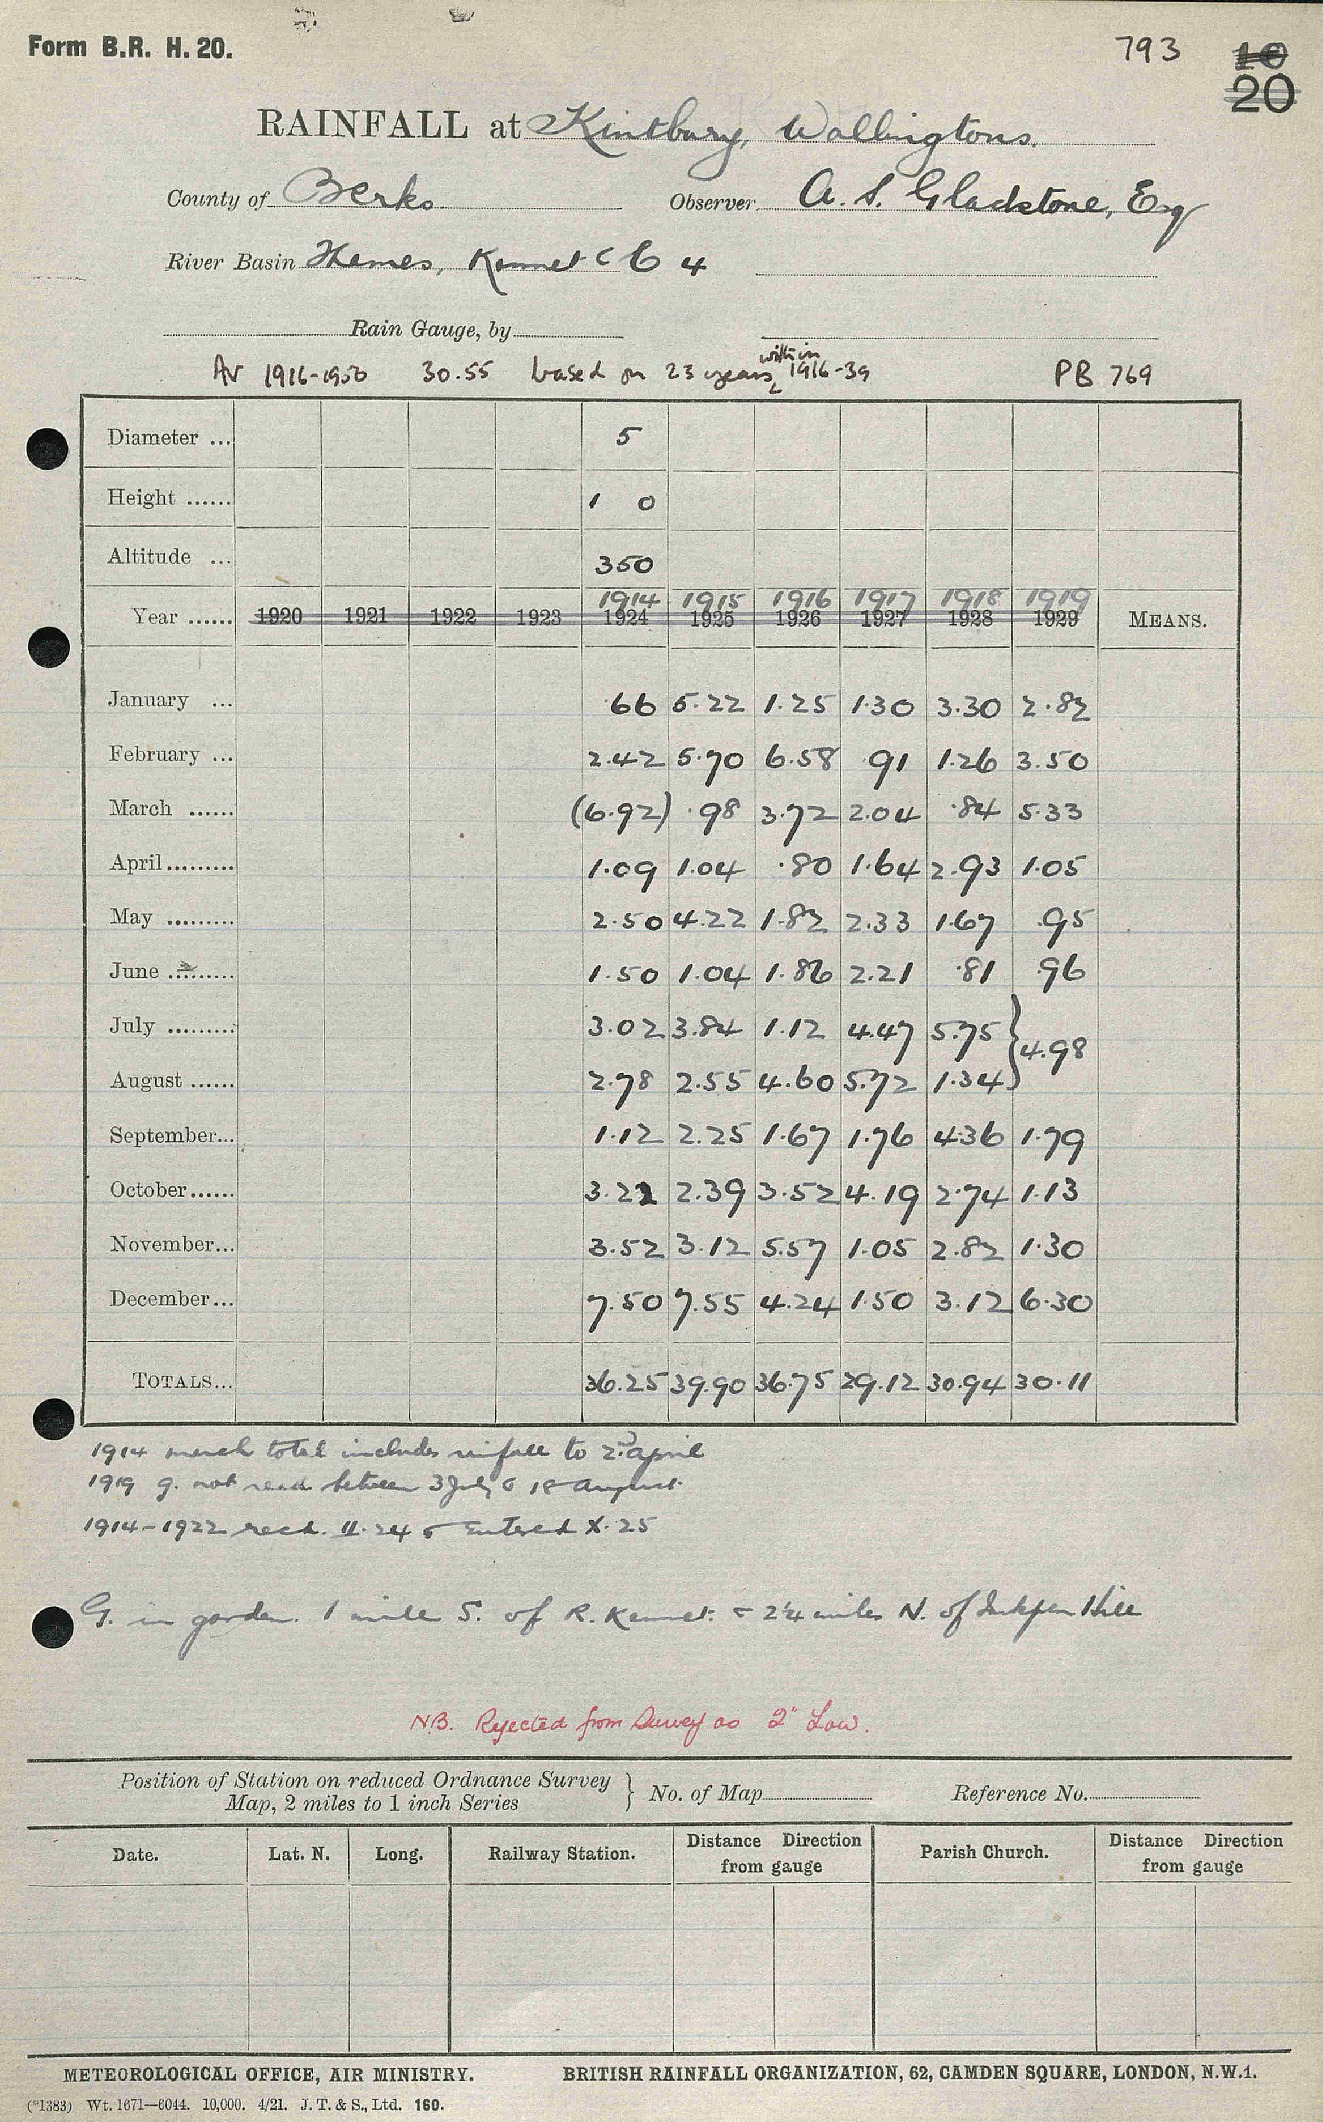 Form B.R. H. 20.
793
10
20
RAINFALL at Kintbury, Wallingtons.
County of Berks. Observer A. S. Gladstone, Esq
River Basin Thames, Kennet C 6 4
Rain Gauge, by
Av 1916-1950 30.55 based on 23 years within 1916-39 PB 769
Diameter ... 5
Height ...... 1 0
Altitude ... 350
1914 1915 1916 1917 1918 1919
Year ...... 1920 1921 1922 1923 1924 1925 1926 1927 1928 1929 MEANS.
January ... .66 5.22 1.25 1.30 3.30 2.82
February ... 2.42 5.70 6.58 .91 1.26 3.50
March ...... (6.92) .98 3.72 2.04 .84 5.33
April ......... 1.09 1.04 .80 1.64 2.93 1.05
May ......... 2.50 4.22 1.82 2.33 1.67 .95
June ......... 1.50 1.04 1.86 2.21 .81 .96
July ......... 3.02 3.84 1.12 4.47 5.75 } 4.98
August ...... 2.78 2.55 4.60 5.72 1.34
September... 1.12 2.25 1.67 1.76 4.36 1.79
October...... 3.22 2.39 3.52 4.19 2.74 1.13
November... 3.52 3.12 5.57 1.05 2.82 1.30
December... 7.50 7.55 4.24 1.50 3.12 6.30
TOTALS... 36.25 39.90 36.75 29.12 30.94 30.11
1914 march total includes rainfall to 2nd april
1919 g. not read between 3 July & 18 August.
1914-1922 recd. II.24 & Entered X.25
G. in garden. 1 mile S. of R. Kennet. & 2¼ miles N. of Inkpen Hill
N.B. Rejected from Survey as 2" Low.
Position of Station on reduced Ordnance Survey } No. of Map Reference No.
Map, 2 miles to 1 inch Series
Date. Lat. N. Long. Railway Station. Distance Direction from gauge Parish Church. Distance Direction from gauge
METEOROLOGICAL OFFICE, AIR MINISTRY. BRITISH RAINFALL ORGANIZATION, 62, CAMDEN SQUARE, LONDON, N.W.1.
(*1383) Wt. 1671—6044. 10,000. 4/21. J. T. & S., Ltd. 160.